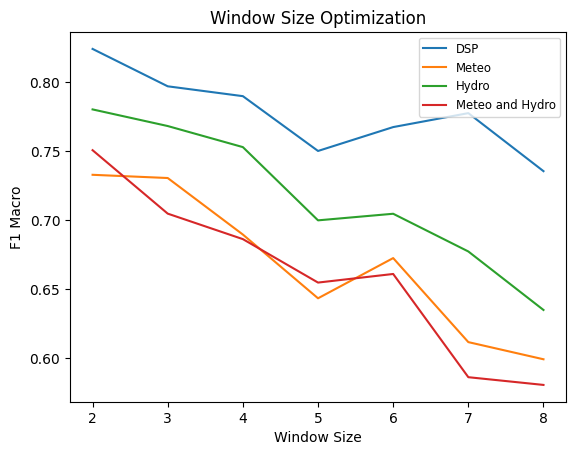 Window Size Optimization
DSP
Meteo
Hydro
Meteo and Hydro
F1 Macro
0.80
0.75
0.70
0.65
0.60
2 3 4 5 6 7 8
Window Size